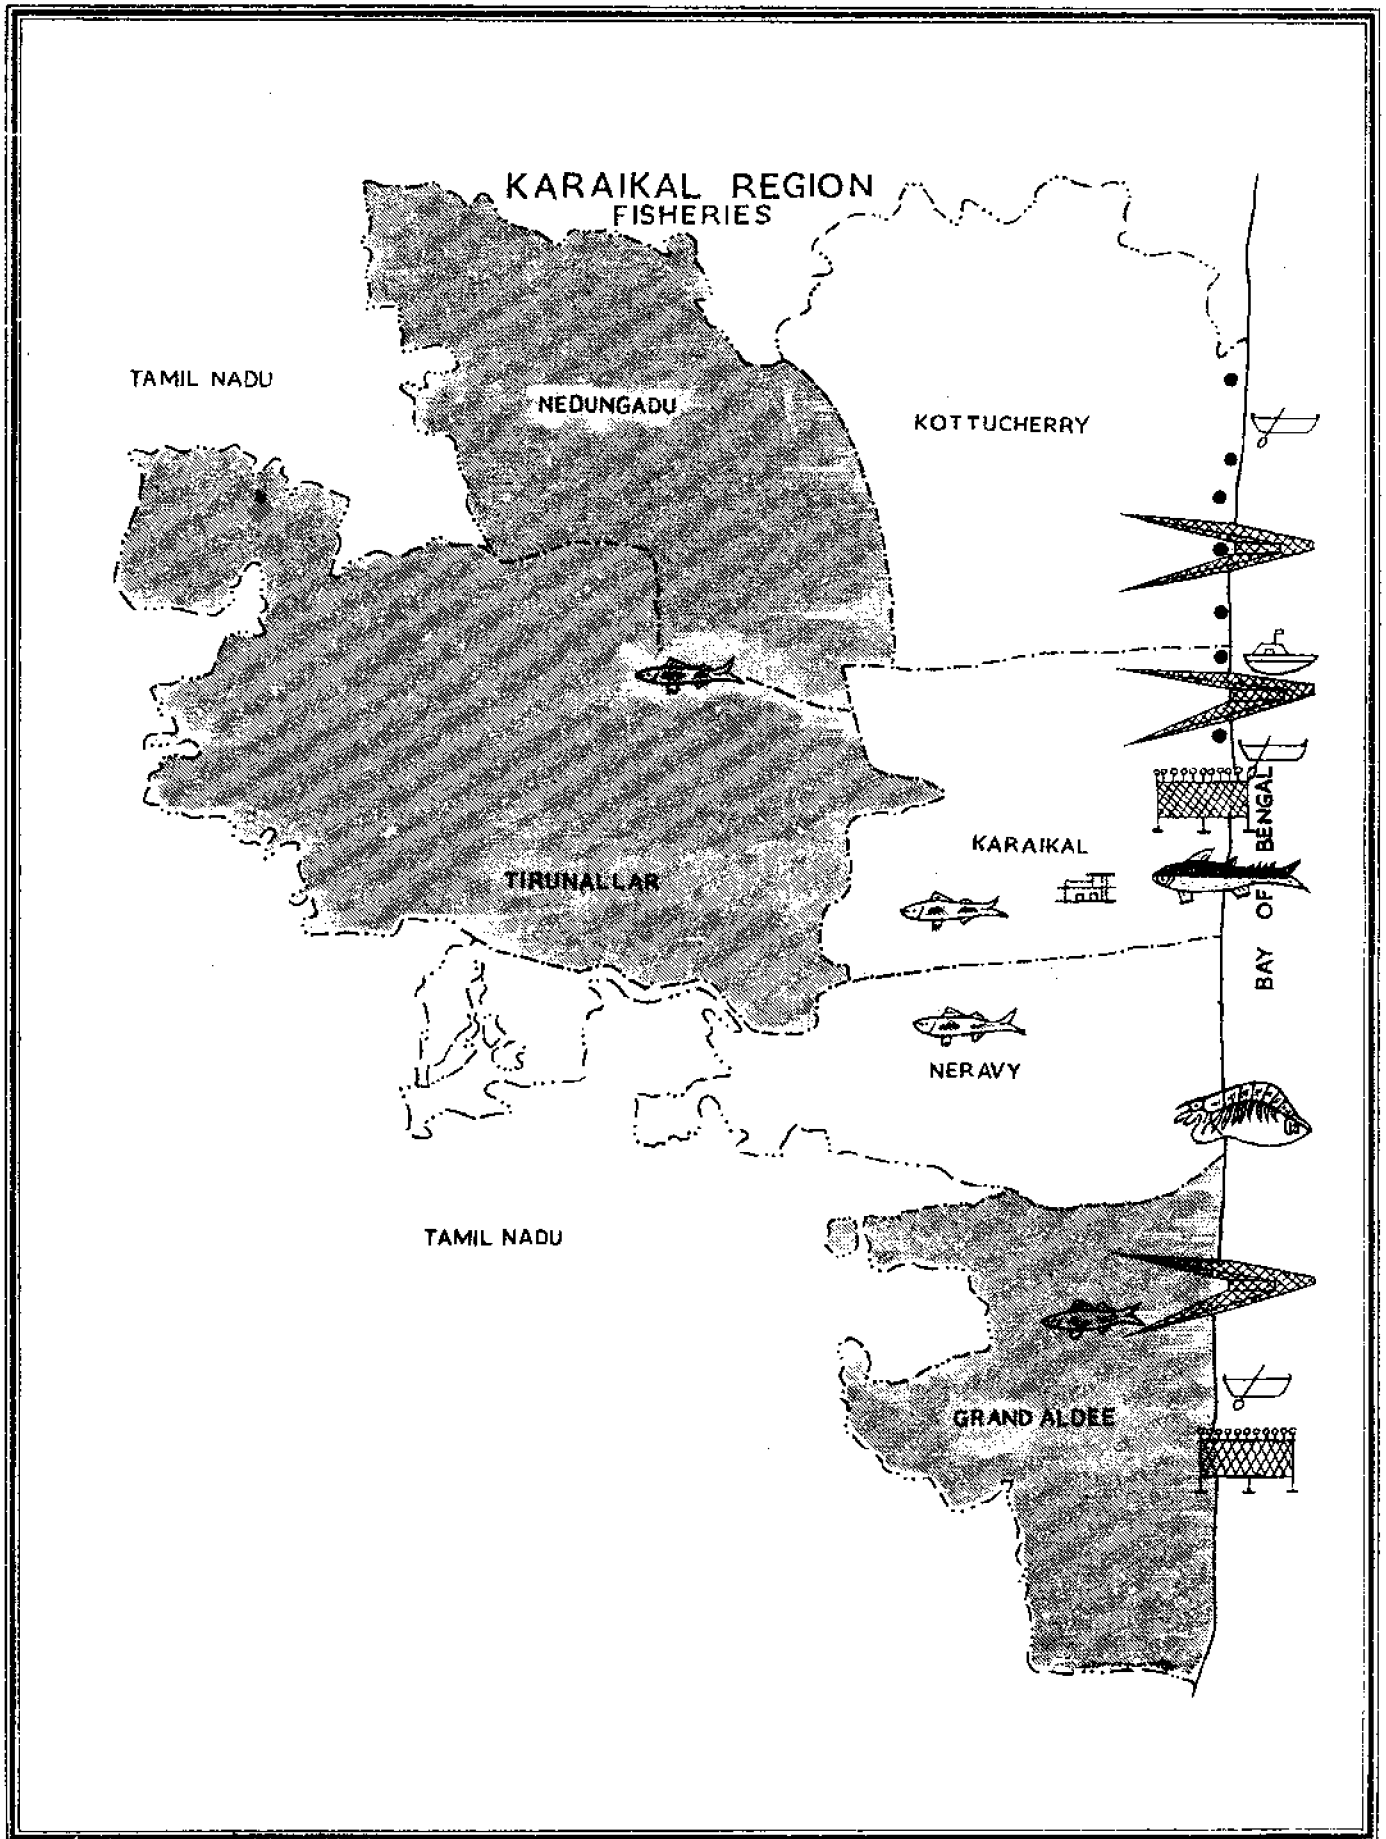 KARAIKAL REGION
FISHERIES
TAMIL NADU
NEDUNGADU
KOTTUCHERRY
KARAIKAL
TIRUNALLAR
BAY OF BENGAL
NERAVY
TAMIL NADU
GRAND ALDEE